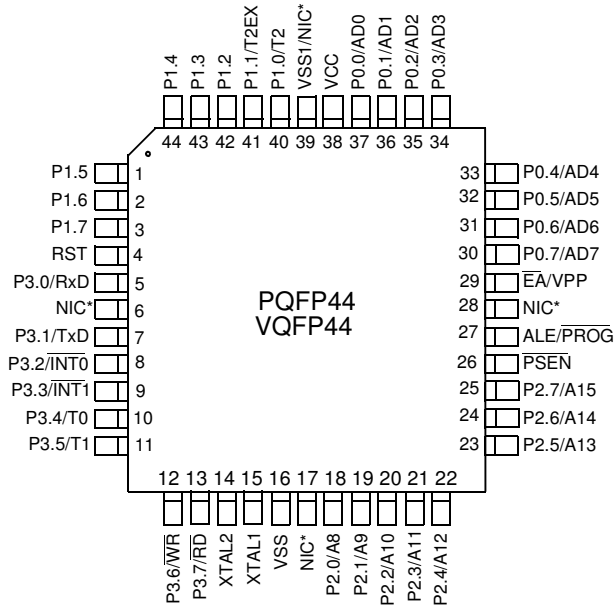 P1.4
P1.3
P1.2
P1.1/T2EX
P1.0/T2
VSS1/NIC*
VCC
P0.0/AD0
P0.1/AD1
P0.2/AD2
P0.3/AD3
44 43 42 41 40 39 38 37 36 35 34
P1.5 1
P1.6 2
P1.7 3
RST 4
P3.0/RxD 5
NIC* 6
P3.1/TxD 7
P3.2/INT0 8
P3.3/INT1 9
P3.4/T0 10
P3.5/T1 11
PQFP44
VQFP44
33 P0.4/AD4
32 P0.5/AD5
31 P0.6/AD6
30 P0.7/AD7
29 EA/VPP
28 NIC*
27 ALE/PROG
26 PSEN
25 P2.7/A15
24 P2.6/A14
23 P2.5/A13
12 13 14 15 16 17 18 19 20 21 22
P3.6/WR
P3.7/RD
XTAL2
XTAL1
VSS
NIC*
P2.0/A8
P2.1/A9
P2.2/A10
P2.3/A11
P2.4/A12